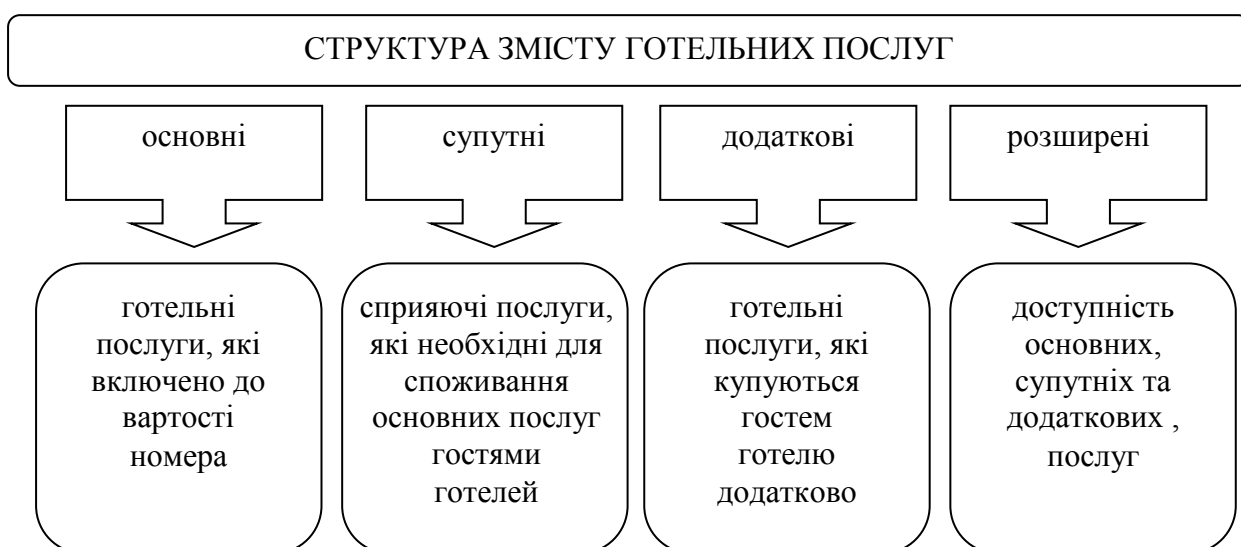 СТРУКТУРА ЗМІСТУ ГОТЕЛЬНИХ ПОСЛУГ
основні
супутні
додаткові
розширені
готельні
послуги, які
включено до
вартості
номера
сприяючі послуги,
які необхідні для
споживання
основних послуг
гостями
готелей
готельні
послуги, які
купуються
гостем
готелю
додатково
доступність
основних,
супутніх та
додаткових ,
послуг